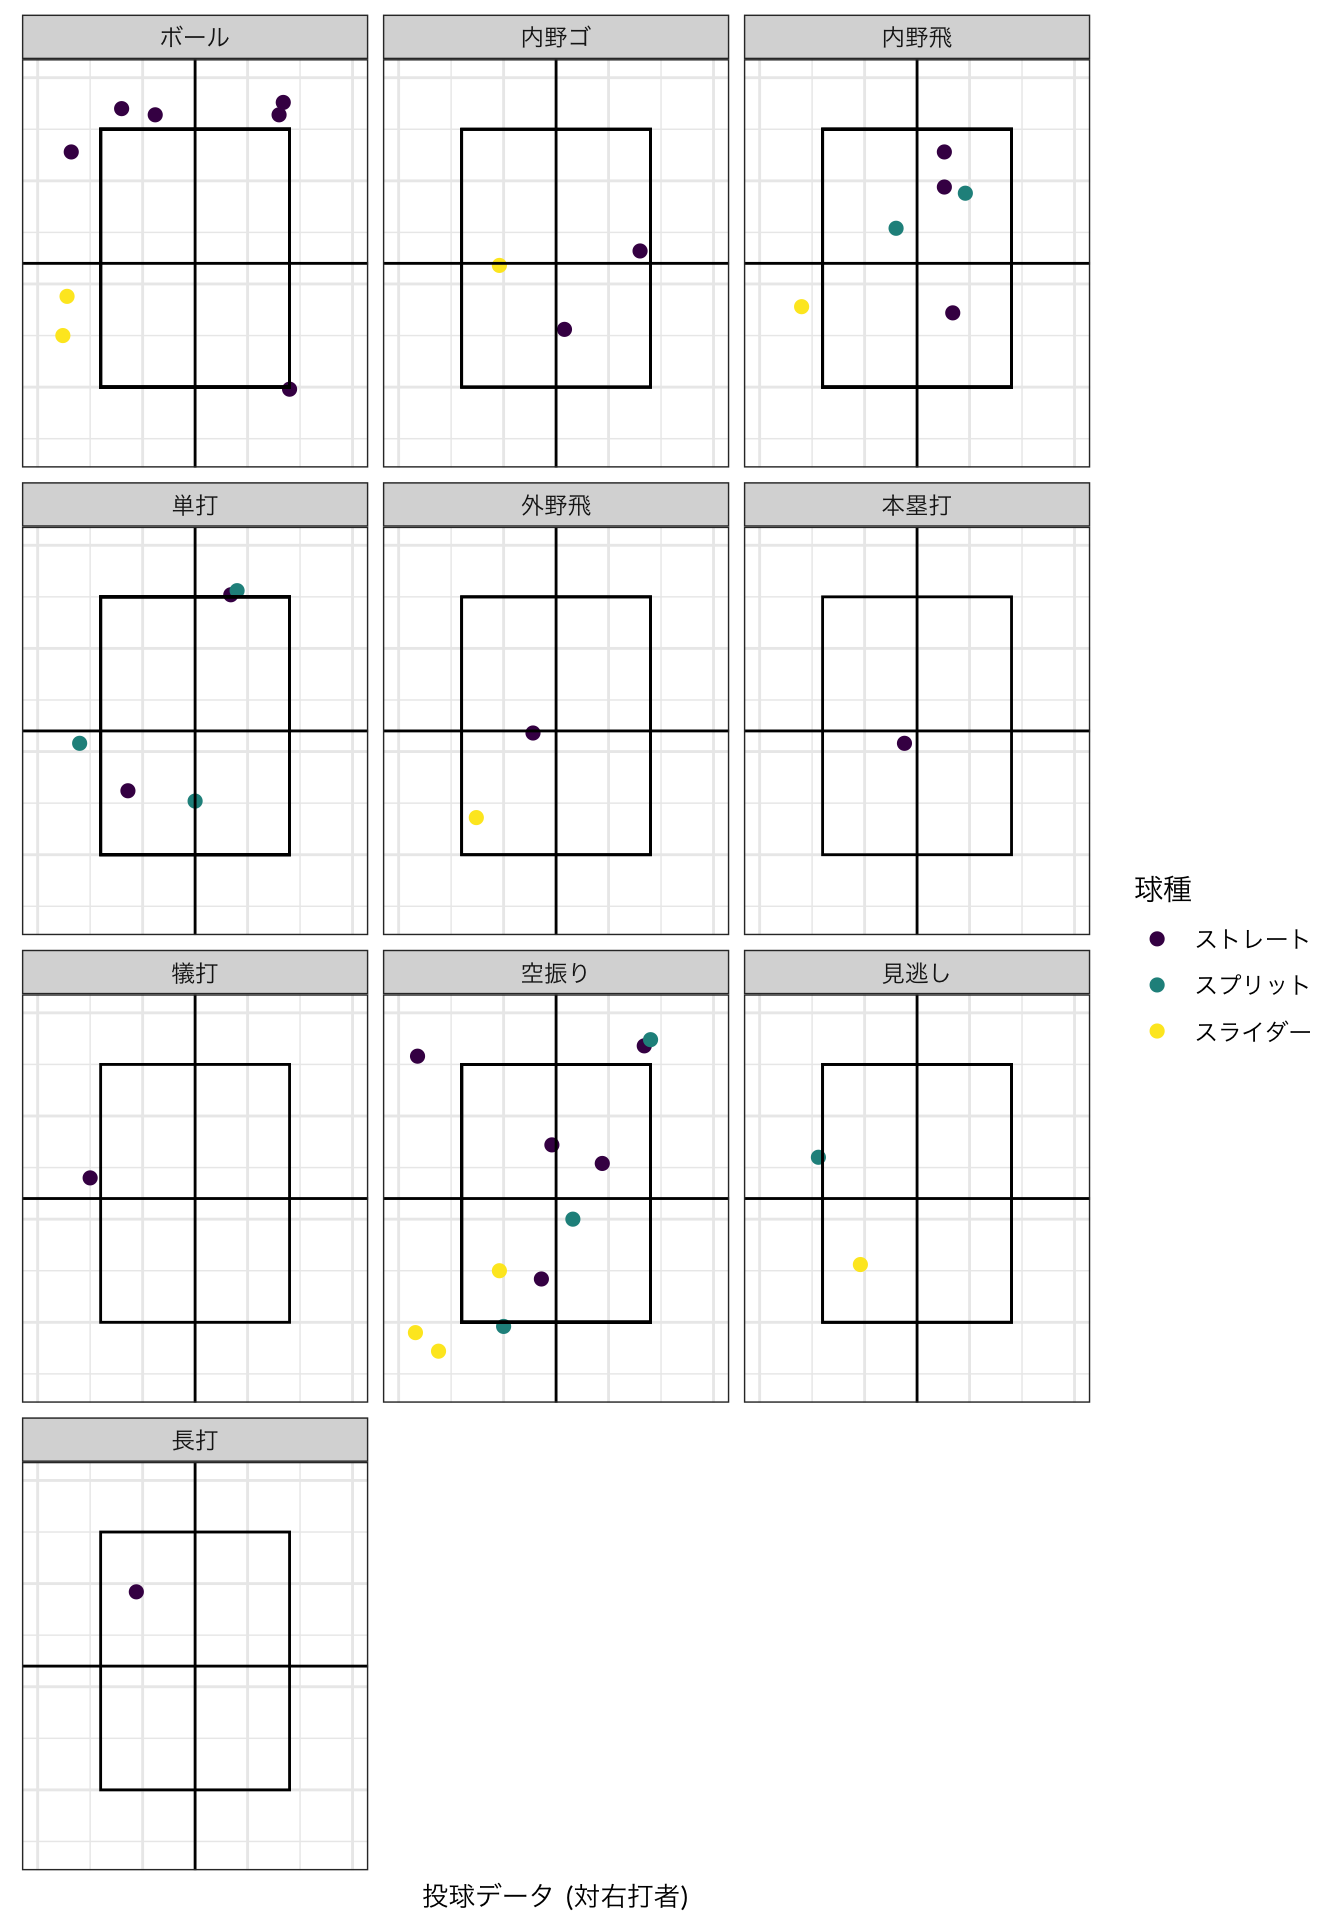 ボール
内野ゴ
内野飛
単打
外野飛
本塁打
犠打
空振り
見逃し
長打
球種
ストレート
スプリット
スライダー
投球データ (対右打者)